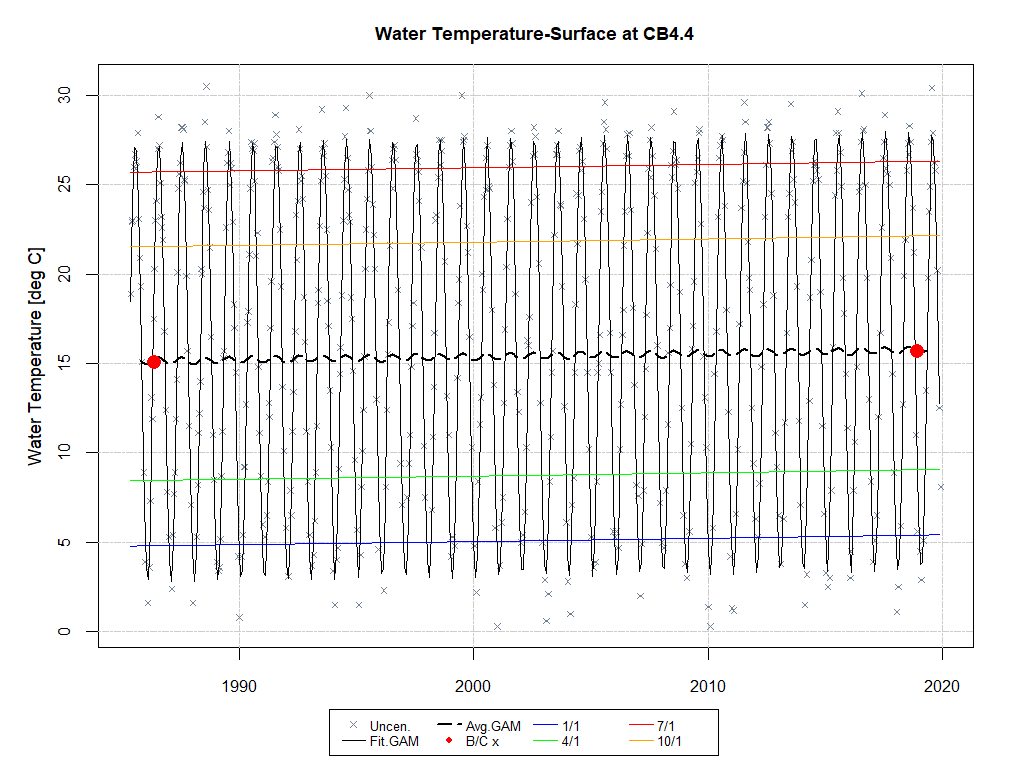 Water Temperature-Surface at CB4.4
Water Temperature [deg C]
30
25
20
15
10
5
0
1990 2000 2010 2020
Uncen. Avg.GAM 1/1 7/1
Fit.GAM B/C x 4/1 10/1